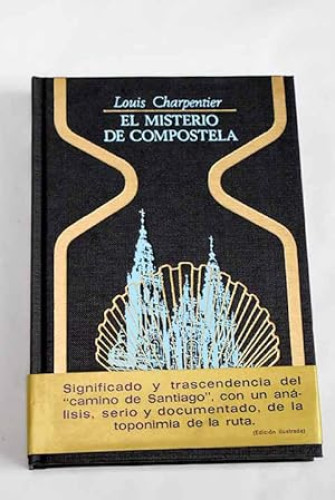 Louis Charpentier
EL MISTERIO
DE COMPOSTELA
Significado y trascendencia del
"camino de Santiago", con un aná-
lisis, serio y documentado, de la
toponimia de la ruta.
(Edición ilustrada)